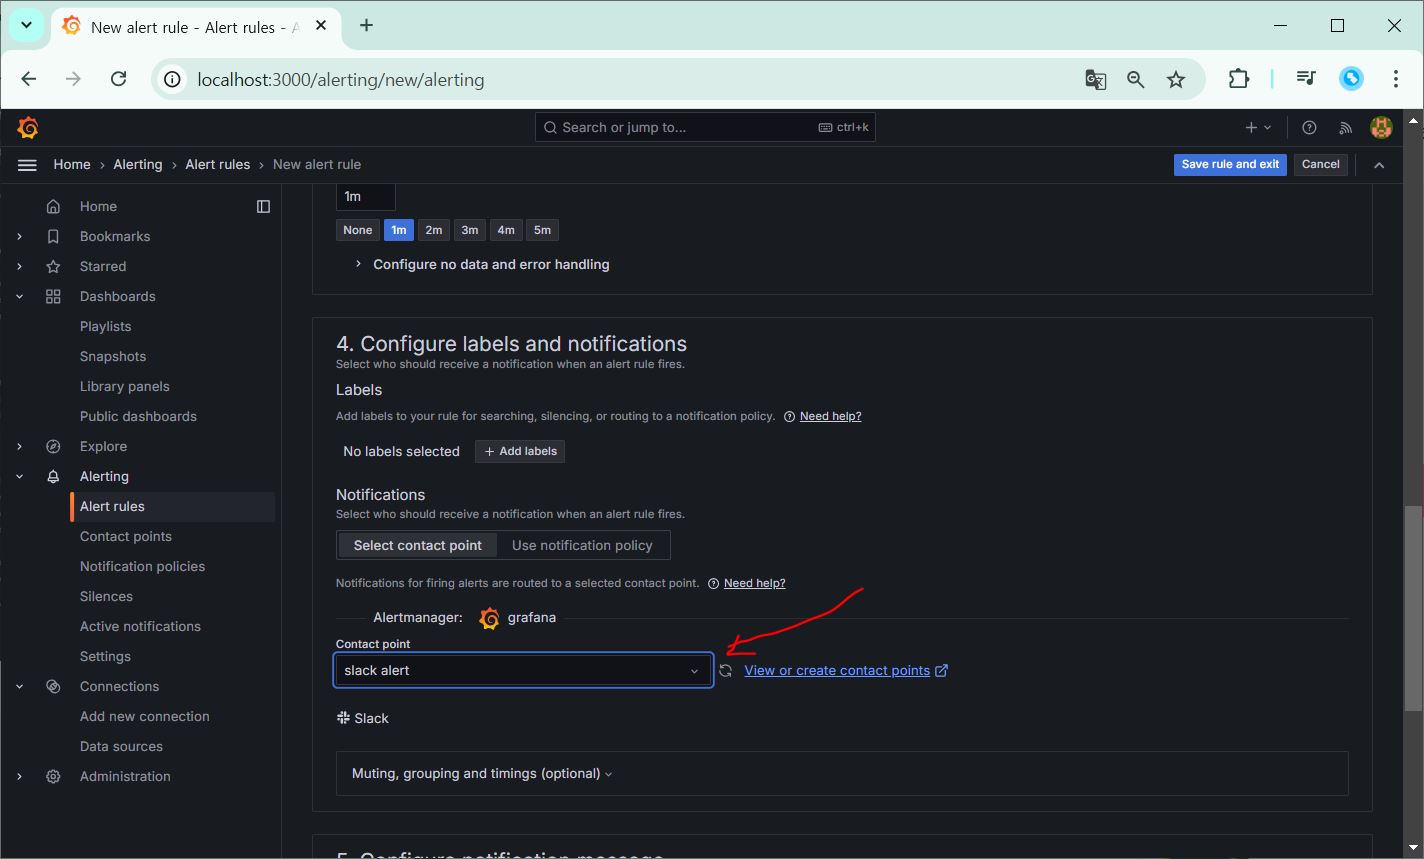 New alert rule - Alert rules - A
localhost:3000/alerting/new/alerting
Search or jump to...
ctrl+k
Home › Alerting › Alert rules › New alert rule
Save rule and exit
Cancel
Home
Bookmarks
Starred
Dashboards
Playlists
Snapshots
Library panels
Public dashboards
Explore
Alerting
Alert rules
Contact points
Notification policies
Silences
Active notifications
Settings
Connections
Add new connection
Data sources
Administration
1m
None 1m 2m 3m 4m 5m
Configure no data and error handling
4. Configure labels and notifications
Select who should receive a notification when an alert rule fires.
Labels
Add labels to your rule for searching, silencing, or routing to a notification policy. Need help?
No labels selected + Add labels
Notifications
Select who should receive a notification when an alert rule fires.
Select contact point Use notification policy
Notifications for firing alerts are routed to a selected contact point. Need help?
Alertmanager: grafana
Contact point
slack alert View or create contact points
Slack
Muting, grouping and timings (optional)
5. Configure notification message